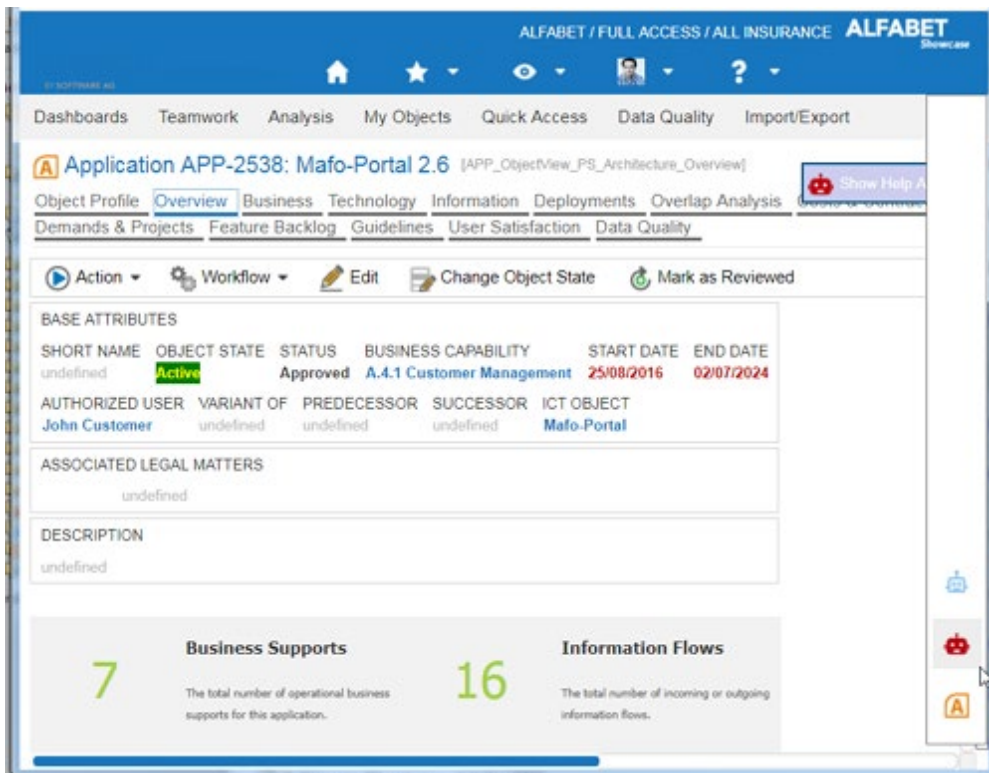 ALFABET / FULL ACCESS / ALL INSURANCE ALFABET
Showcase
BY SOFTWARE AG
Dashboards Teamwork Analysis My Objects Quick Access Data Quality Import/Export
Application APP-2538: Mafo-Portal 2.6 [APP_ObjectView_PS_Architecture_Overview]
Show Help A
Object Profile Overview Business Technology Information Deployments Overlap Analysis
Demands & Projects Feature Backlog Guidelines User Satisfaction Data Quality
Action Workflow Edit Change Object State Mark as Reviewed
BASE ATTRIBUTES
SHORT NAME OBJECT STATE STATUS BUSINESS CAPABILITY START DATE END DATE
undefined Active Approved A.4.1 Customer Management 25/08/2016 02/07/2024
AUTHORIZED USER VARIANT OF PREDECESSOR SUCCESSOR ICT OBJECT
John Customer undefined undefined undefined Mafo-Portal
ASSOCIATED LEGAL MATTERS
undefined
DESCRIPTION
undefined
7 Business Supports
The total number of operational business
supports for this application.
16 Information Flows
The total number of incoming or outgoing
information flows.